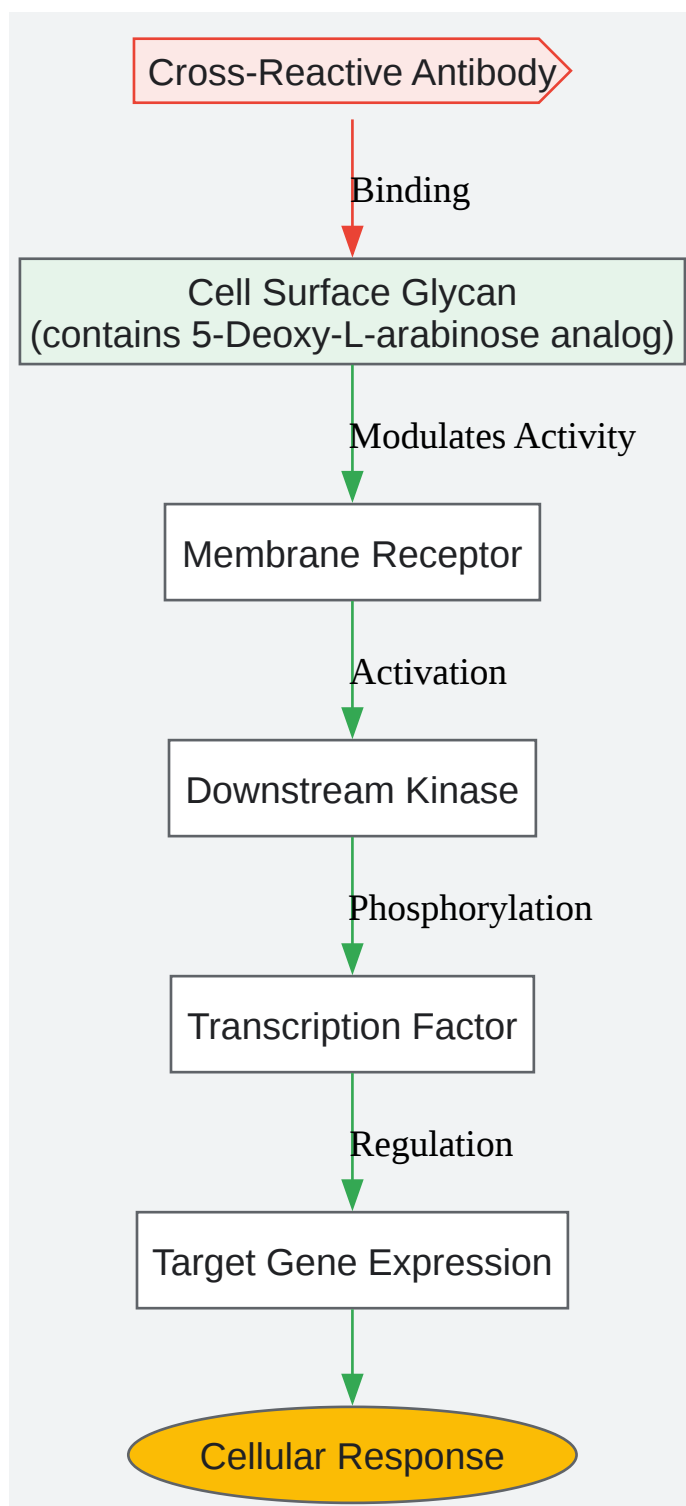 Cross-Reactive Antibody
Binding
Cell Surface Glycan
(contains 5-Deoxy-L-arabinose analog)
Modulates Activity
Membrane Receptor
Activation
Downstream Kinase
Phosphorylation
Transcription Factor
Regulation
Target Gene Expression
Cellular Response